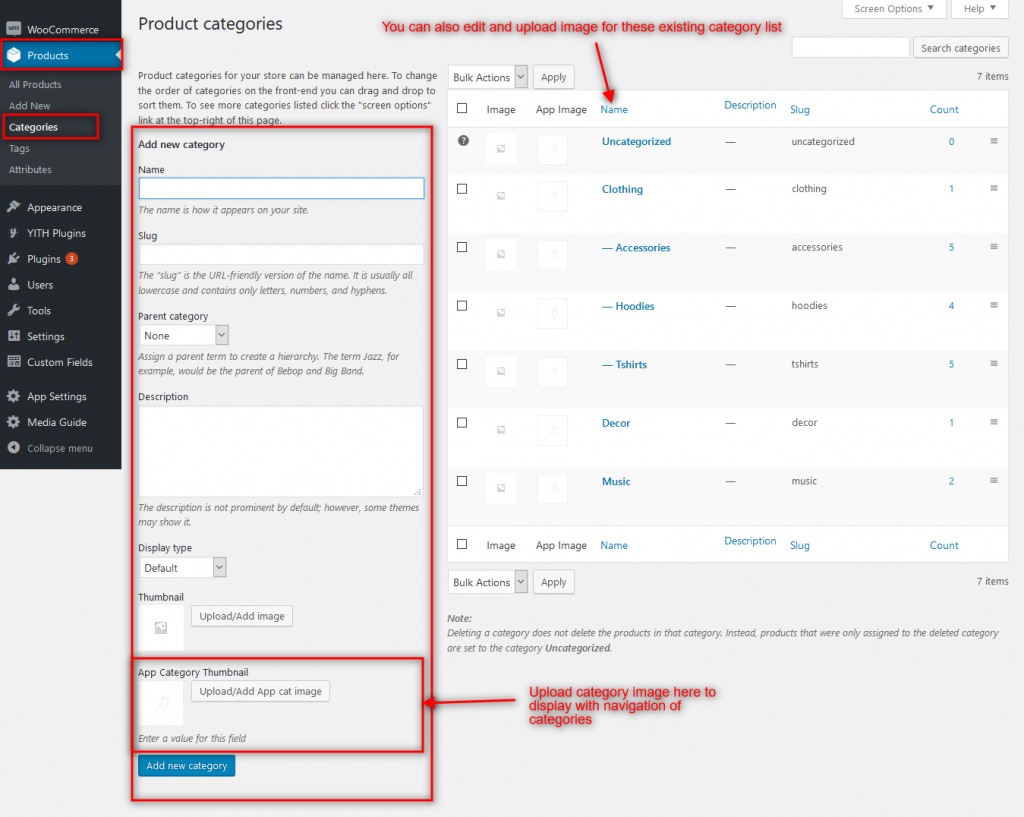 WooCommerce
Products
All Products
Add New
Categories
Tags
Attributes
Appearance
YITH Plugins
Plugins 3
Users
Tools
Settings
Custom Fields
App Settings
Media Guide
Collapse menu
Product categories
You can also edit and upload image for these existing category list
Screen Options
Help
Search categories
Product categories for your store can be managed here. To change
the order of categories on the front-end you can drag and drop to
sort them. To see more categories listed click the "screen options"
link at the top-right of this page.
Add new category
Name
The name is how it appears on your site.
Slug
The "slug" is the URL-friendly version of the name. It is usually all
lowercase and contains only letters, numbers, and hyphens.
Parent category
None
Assign a parent term to create a hierarchy. The term Jazz, for
example, would be the parent of Bebop and Big Band.
Description
The description is not prominent by default; however, some themes
may show it.
Display type
Default
Thumbnail
Upload/Add image
App Category Thumbnail
Upload/Add App cat image
Enter a value for this field
Add new category
Bulk Actions Apply 7 items
Image App Image Name Description Slug Count
? Uncategorized — uncategorized 0
Clothing — clothing 1
— Accessories — accessories 5
— Hoodies — hoodies 4
— Tshirts — tshirts 5
Decor — decor 1
Music — music 2
Image App Image Name Description Slug Count
Bulk Actions Apply 7 items
Note:
Deleting a category does not delete the products in that category. Instead, products that were only assigned to the deleted category
are set to the category Uncategorized.
Upload category image here to
display with navigation of
categories